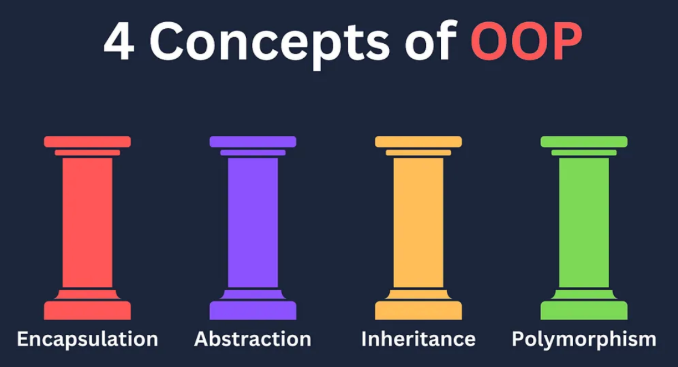 4 Concepts of OOP
Encapsulation
Abstraction
Inheritance
Polymorphism